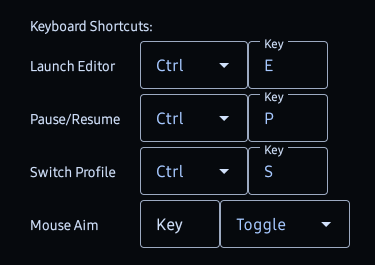 Keyboard Shortcuts:
Key
Launch Editor Ctrl E
Key
Pause/Resume Ctrl P
Key
Switch Profile Ctrl S
Mouse Aim Key Toggle